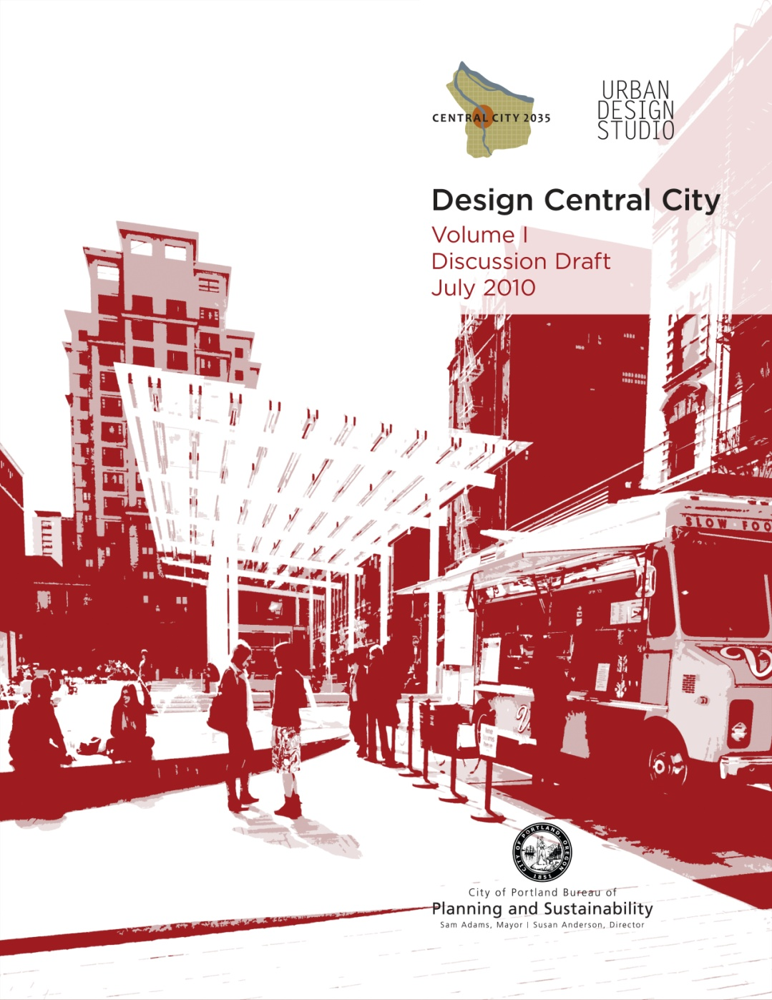 CENTRAL CITY 2035
URBAN
DESIGN
STUDIO
Design Central City
Volume I
Discussion Draft
July 2010
SLOW FOO
CITY OF PORTLAND, OREGON
1851
City of Portland Bureau of
Planning and Sustainability
Sam Adams, Mayor | Susan Anderson, Director